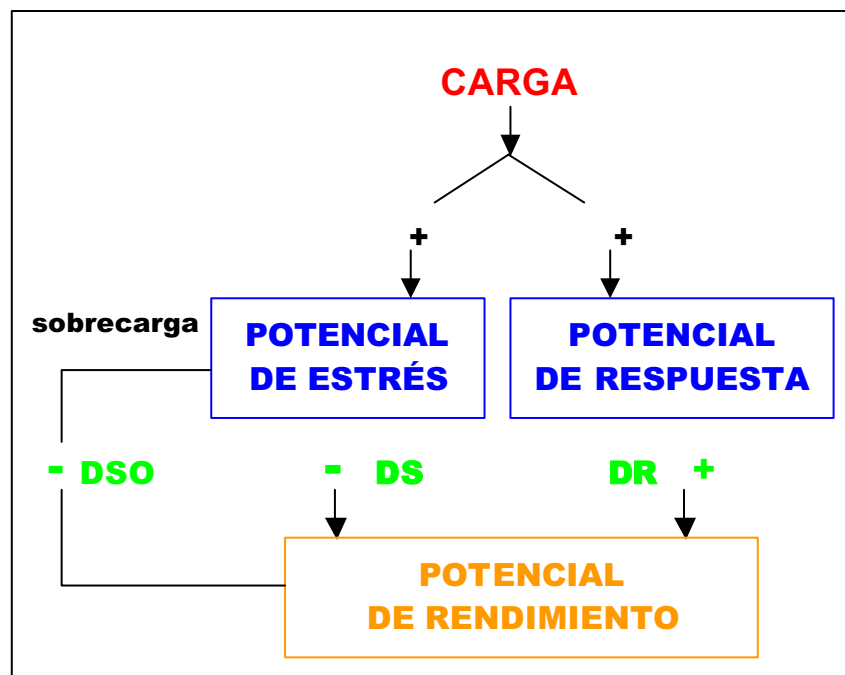 CARGA
+ +
sobrecarga
POTENCIAL
DE ESTRÉS
POTENCIAL
DE RESPUESTA
- DSO - DS DR +
POTENCIAL
DE RENDIMIENTO